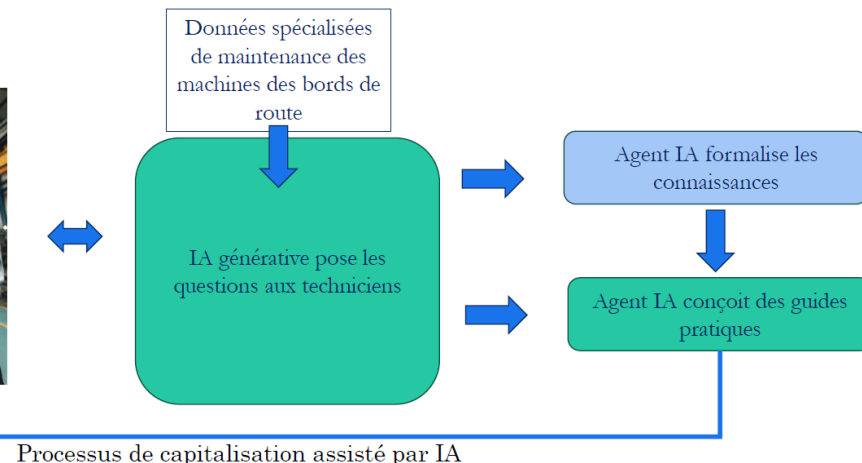 Données spécialisées
de maintenance des
machines des bords de
route
IA générative pose les
questions aux techniciens
Agent IA formalise les
connaissances
Agent IA conçoit des guides
pratiques
Processus de capitalisation assisté par IA